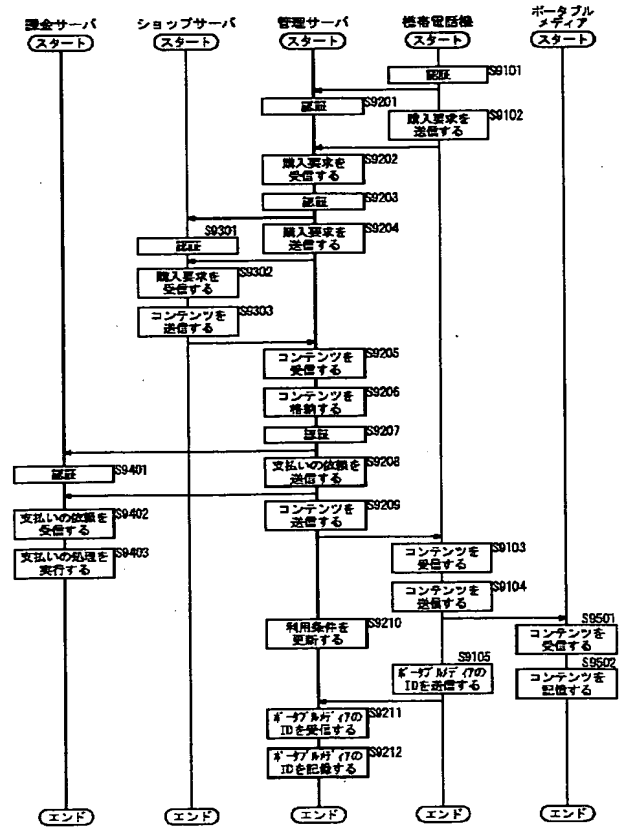 課金サーバ ショップサーバ 管理サーバ 携帯電話機 ポータブル
メディア
スタート スタート スタート スタート スタート
認証 S9101
認証 S9201
購入要求を S9102
送信する
購入要求を S9202
受信する
認証 S9203
購入要求を S9204
送信する
S9301
認証
購入要求を S9302
受信する
コンテンツを S9303
送信する
コンテンツを S9205
受信する
コンテンツを S9206
格納する
認証 S9207
支払いの依頼を S9208
送信する
認証 S9401
コンテンツを S9209
送信する
支払いの依頼を S9402
受信する
支払いの処理を S9403
実行する
コンテンツを S9103
受信する
コンテンツを S9104
送信する
利用条件を S9210
更新する
S9501
コンテンツを
受信する
S9105
ポータブルメディアの
IDを送信する
S9502
コンテンツを
記憶する
ポータブルメディアの S9211
IDを受信する
ポータブルメディアの S9212
IDを記録する
エンド エンド エンド エンド エンド